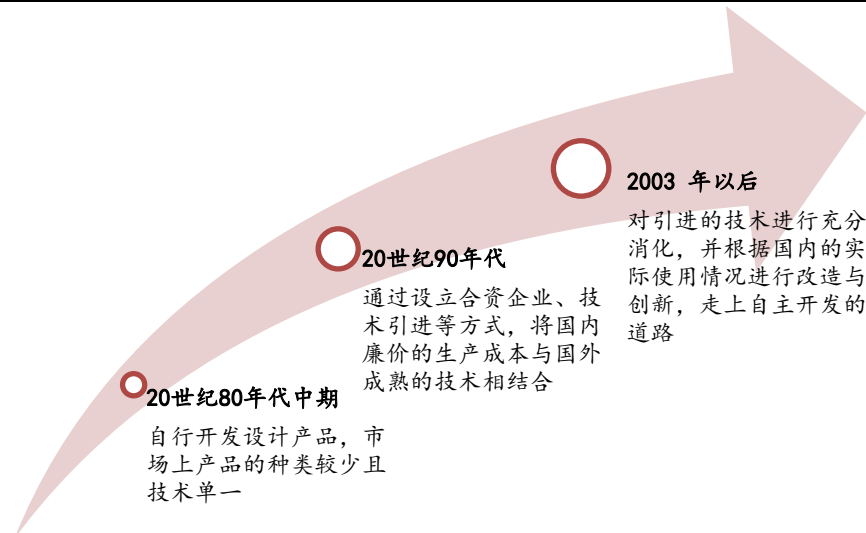 2003 年以后
对引进的技术进行充分
消化，并根据国内的实
际使用情况进行改造与
创新，走上自主开发的
道路
20世纪90年代
通过设立合资企业、技
术引进等方式，将国内
廉价的生产成本与国外
成熟的技术相结合
20世纪80年代中期
自行开发设计产品，市
场上产品的种类较少且
技术单一